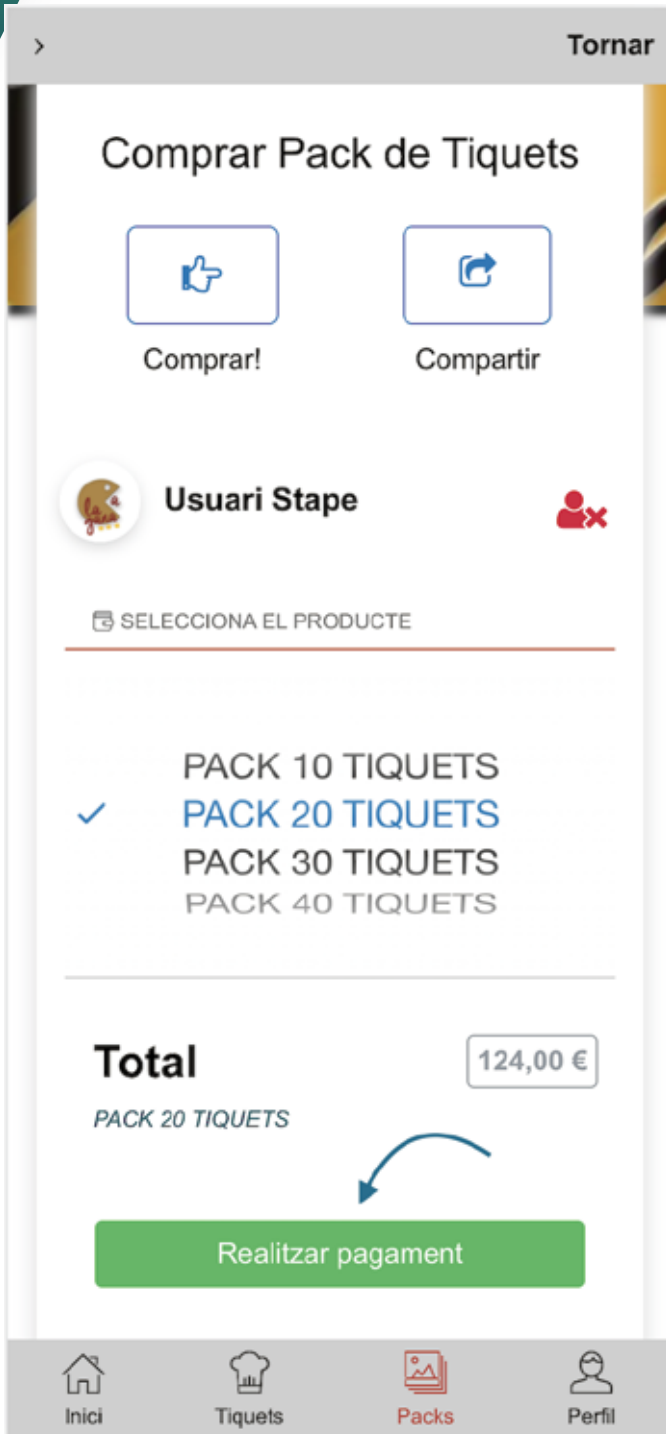 Tornar
Comprar Pack de Tiquets
Comprar! Compartir
Usuari Stape
SELECCIONA EL PRODUCTE
PACK 10 TIQUETS
PACK 20 TIQUETS
PACK 30 TIQUETS
PACK 40 TIQUETS
Total 124,00 €
PACK 20 TIQUETS
Realitzar pagament
Inici Tiquets Packs Perfil